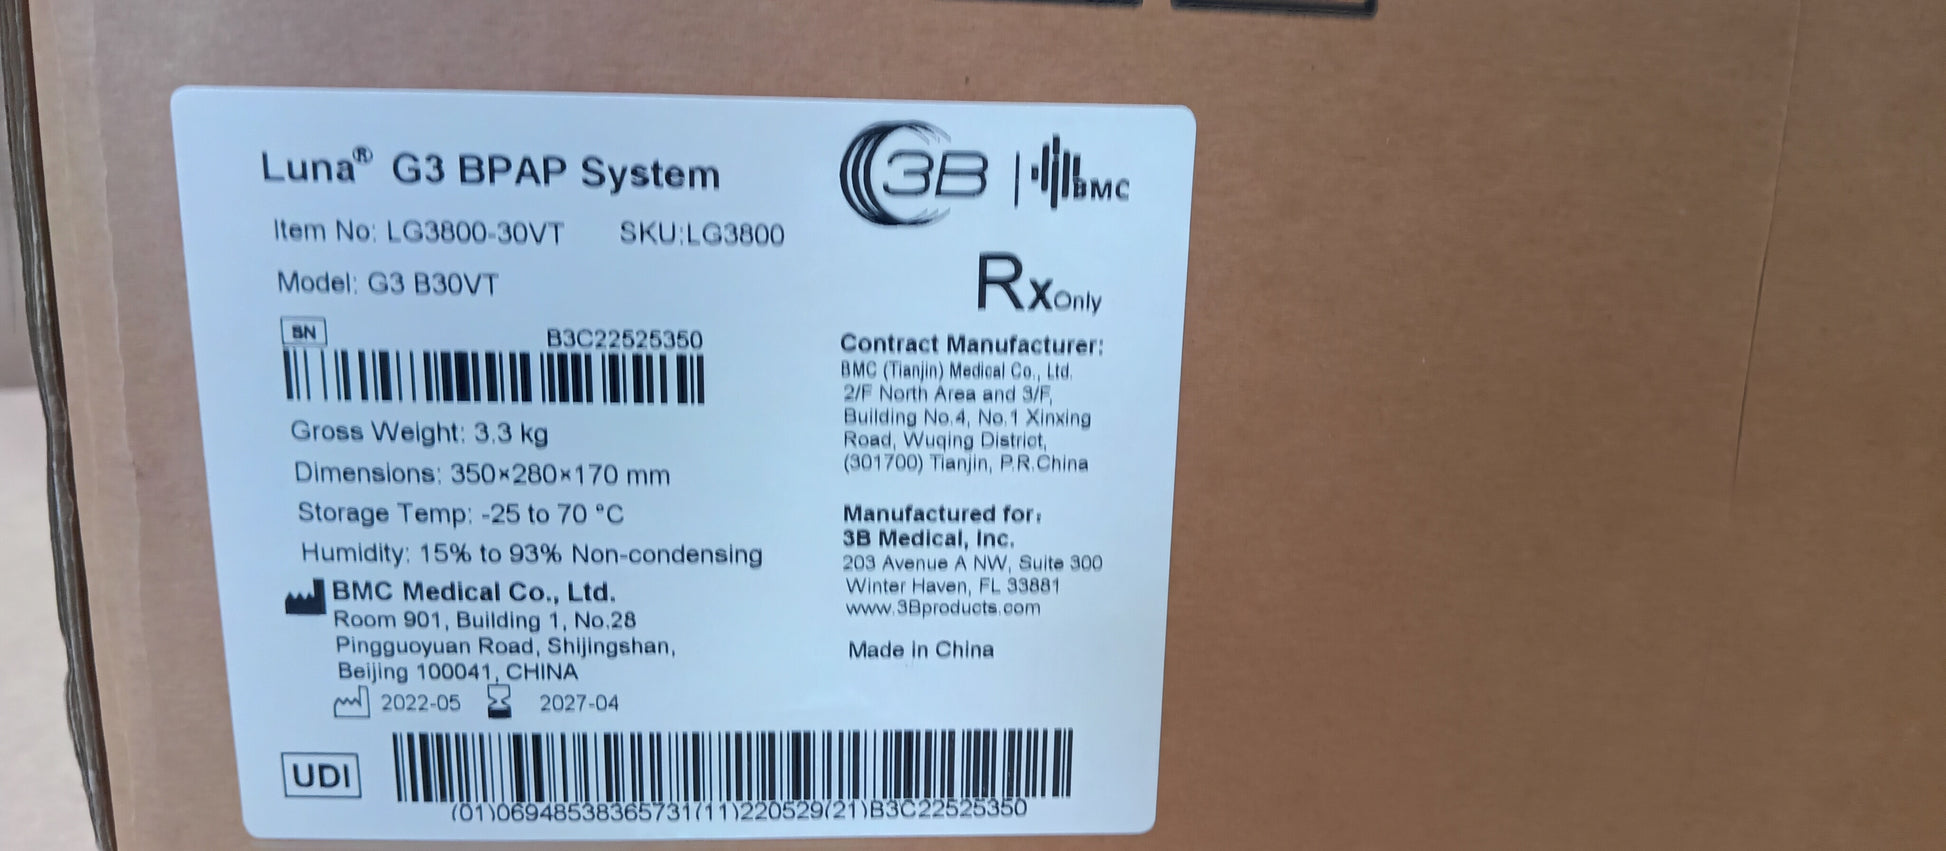 Luna® G3 BPAP System
3B | BMC
Item No: LG3800-30VT SKU:LG3800
Model: G3 B30VT
Rx Only
SN B3C22525350
Gross Weight: 3.3 kg
Dimensions: 350×280×170 mm
Storage Temp: -25 to 70 °C
Humidity: 15% to 93% Non-condensing
BMC Medical Co., Ltd.
Room 901, Building 1, No.28
Pingguoyuan Road, Shijingshan,
Beijing 100041, CHINA
2022-05 2027-04
Contract Manufacturer:
BMC (Tianjin) Medical Co., Ltd.
2/F North Area and 3/F,
Building No.4, No.1 Xinxing
Road, Wuqing District,
(301700) Tianjin, P.R.China
Manufactured for:
3B Medical, Inc.
203 Avenue A NW, Suite 300
Winter Haven, FL 33881
www.3Bproducts.com
Made in China
UDI
(01)06948538365731(11)220529(21)B3C22525350